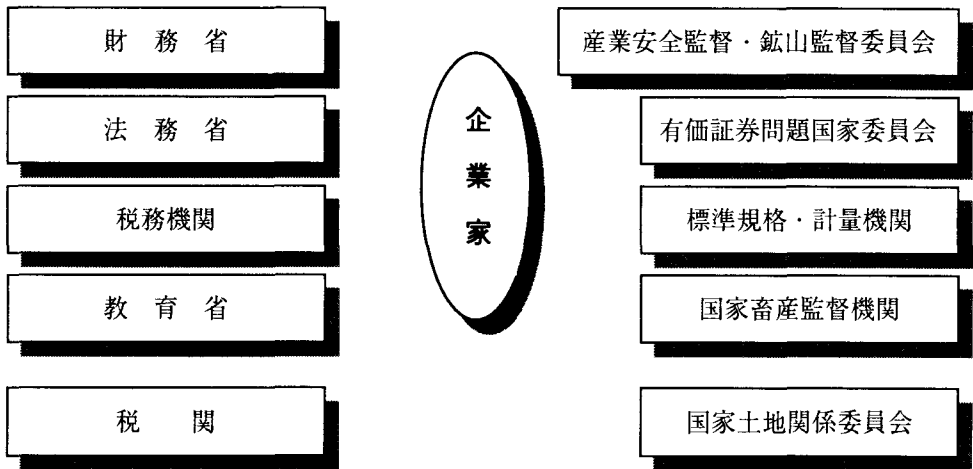 財務省
法務省
税務機関
教育省
税関
企業家
産業安全監督・鉱山監督委員会
有価証券問題国家委員会
標準規格・計量機関
国家畜産監督機関
国家土地関係委員会